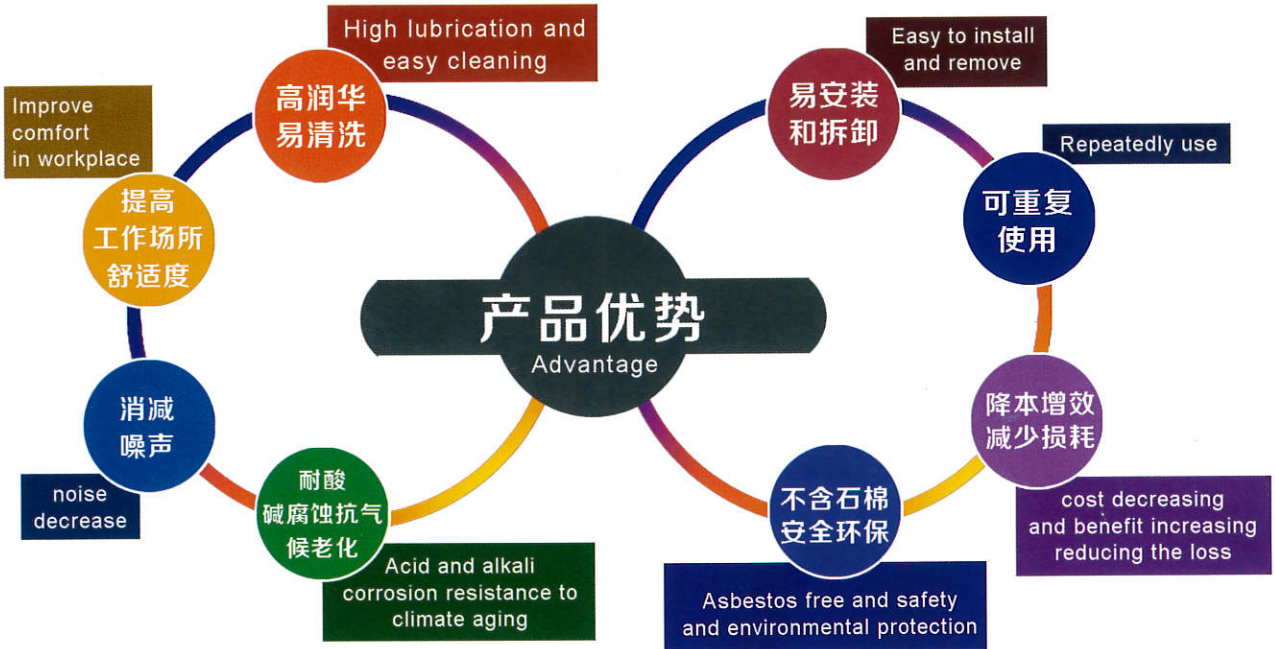 产品优势
Advantage
High lubrication and
easy cleaning
高润华
易清洗
Improve
comfort
in workplace
提高
工作场所
舒适度
消减
噪声
noise
decrease
耐酸
碱腐蚀抗气
候老化
Acid and alkali
corrosion resistance to
climate aging
Easy to install
and remove
易安装
和拆卸
Repeatedly use
可重复
使用
降本增效
减少损耗
cost decreasing
and benefit increasing
reducing the loss
不含石棉
安全环保
Asbestos free and safety
and environmental protection